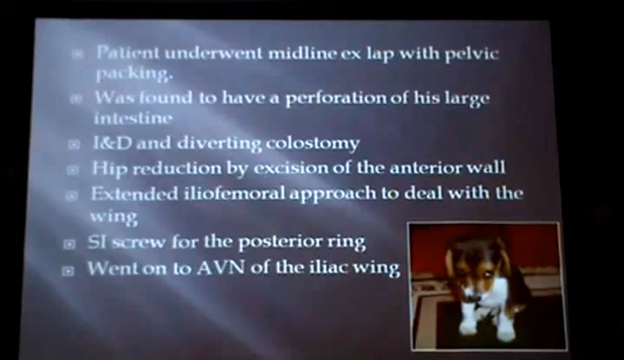 Patient underwent midline ex lap with pelvic
packing.
Was found to have a perforation of his large
intestine
I&D and diverting colostomy
Hip reduction by excision of the anterior wall
Extended iliofemoral approach to deal with the
wing
SI screw for the posterior ring
Went on to AVN of the iliac wing